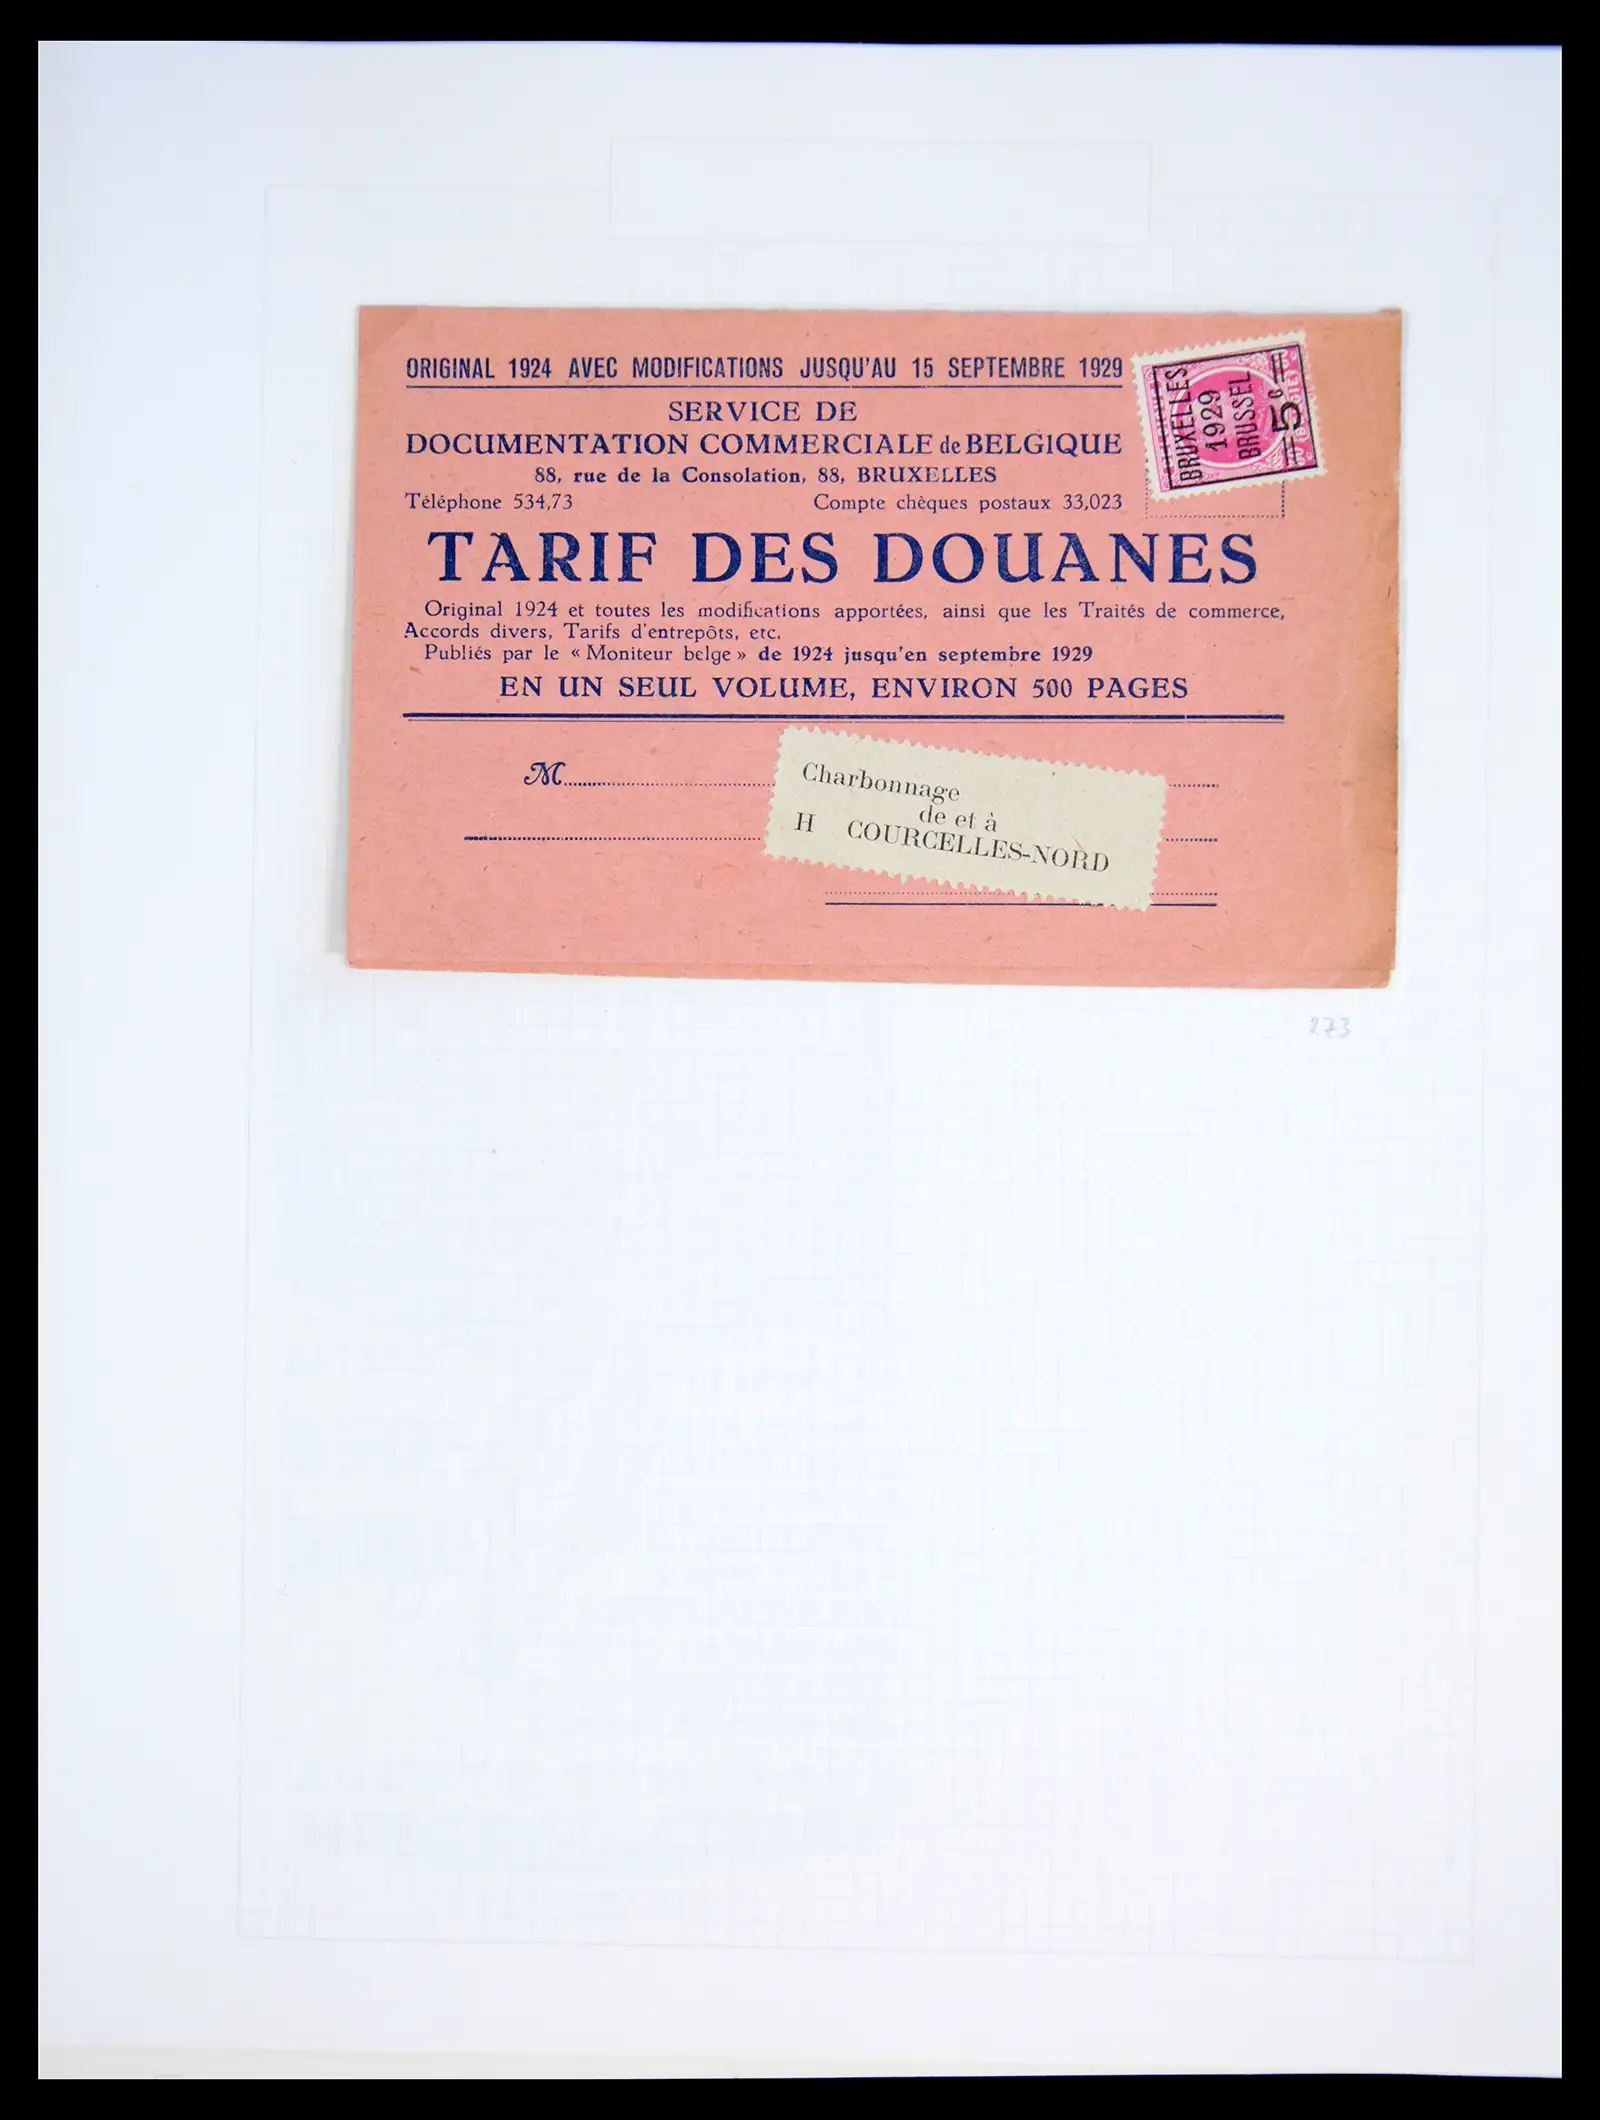 ORIGINAL 1924 AVEC MODIFICATIONS JUSQU'AU 15 SEPTEMBRE 1929
SERVICE DE
DOCUMENTATION COMMERCIALE de BELGIQUE
88, rue de la Consolation, 88, BRUXELLES
Téléphone 534,73 Compte chèques postaux 33,023
BRUXELLES
1929
BRUSSEL
5c
TARIF DES DOUANES
Original 1924 et toutes les modifications apportées, ainsi que les Traités de commerce,
Accords divers, Tarifs d'entrepôts, etc.
Publiés par le « Moniteur belge » de 1924 jusqu'en septembre 1929
EN UN SEUL VOLUME, ENVIRON 500 PAGES
M
Charbonnage
de et à
H COURCELLES-NORD
273